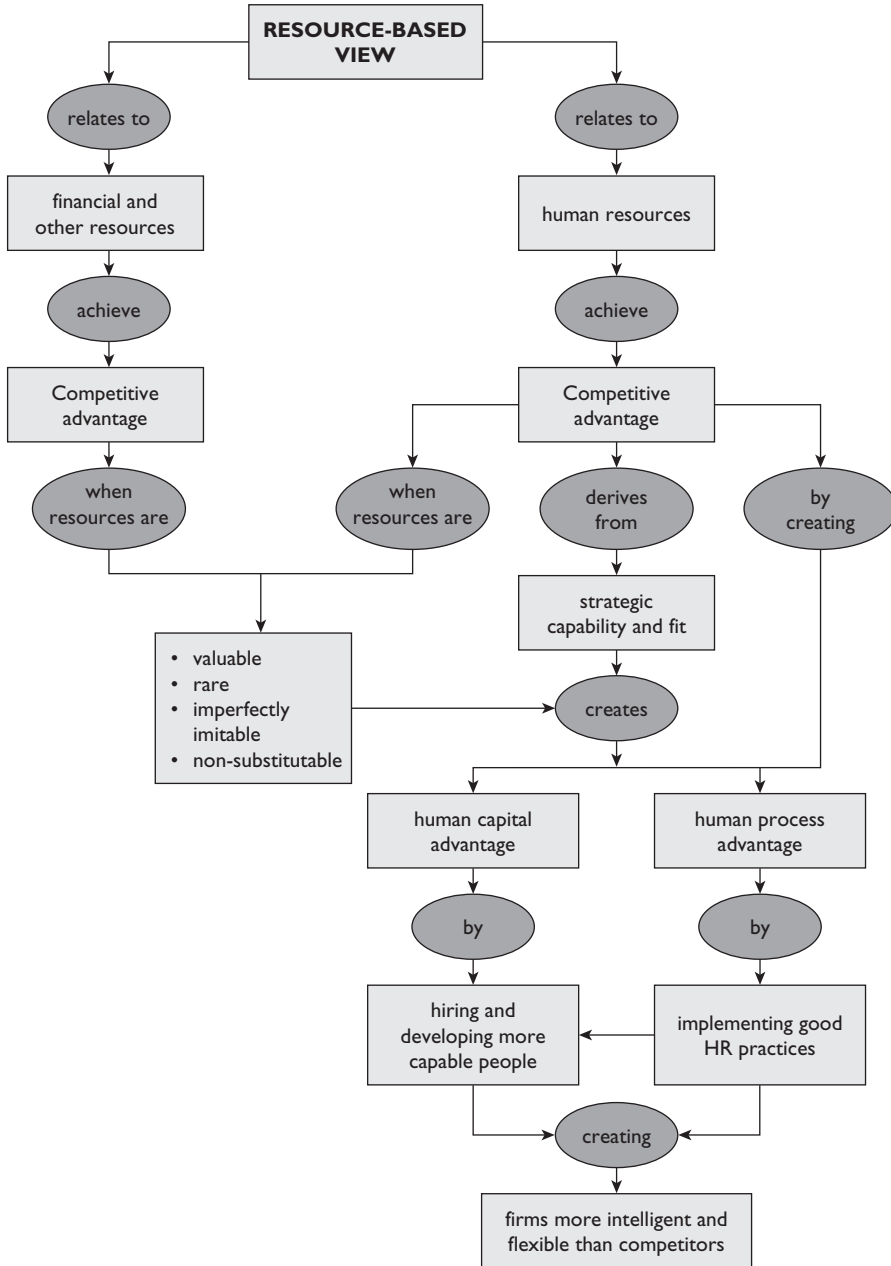 RESOURCE-BASED
VIEW
relates to
relates to
financial and
other resources
human resources
achieve
achieve
Competitive
advantage
Competitive
advantage
when
resources are
when
resources are
derives
from
by
creating
strategic
capability and fit
• valuable
• rare
• imperfectly
imitable
• non-substitutable
creates
human capital
advantage
human process
advantage
by
by
hiring and
developing more
capable people
implementing good
HR practices
creating
firms more intelligent and
flexible than competitors